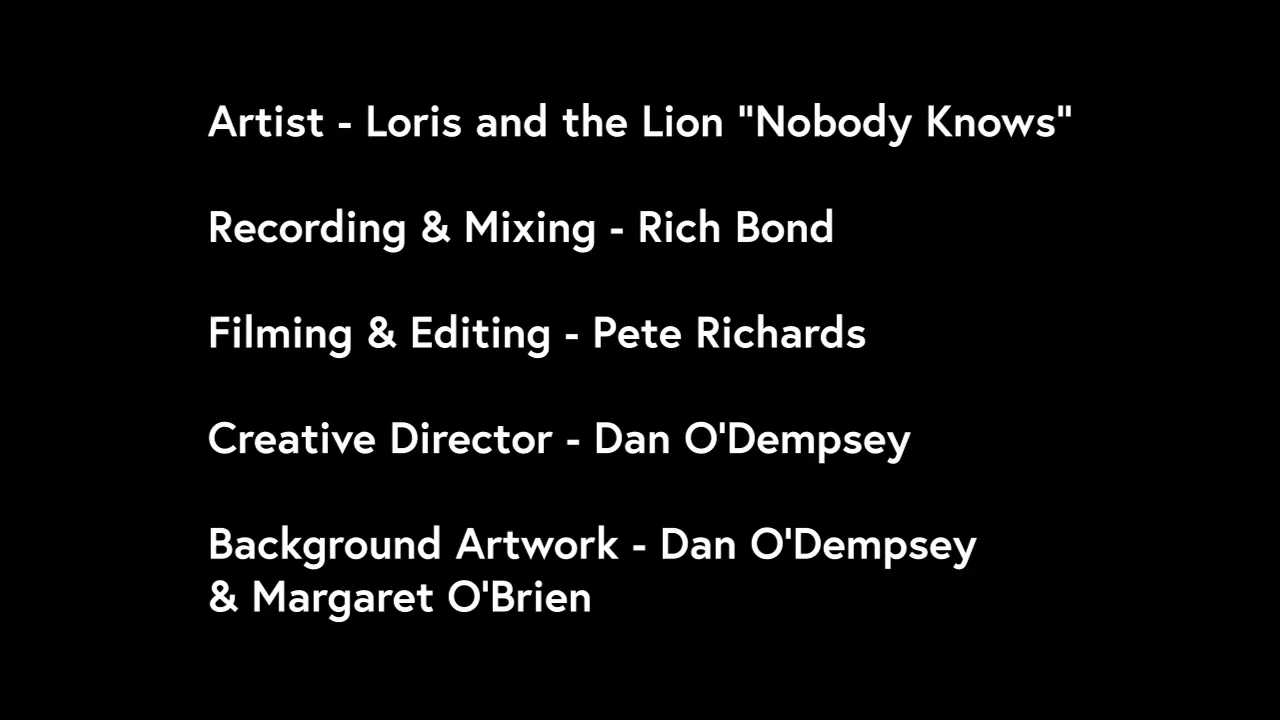 Artist - Loris and the Lion "Nobody Knows"
Recording & Mixing - Rich Bond
Filming & Editing - Pete Richards
Creative Director - Dan O'Dempsey
Background Artwork - Dan O'Dempsey
& Margaret O'Brien